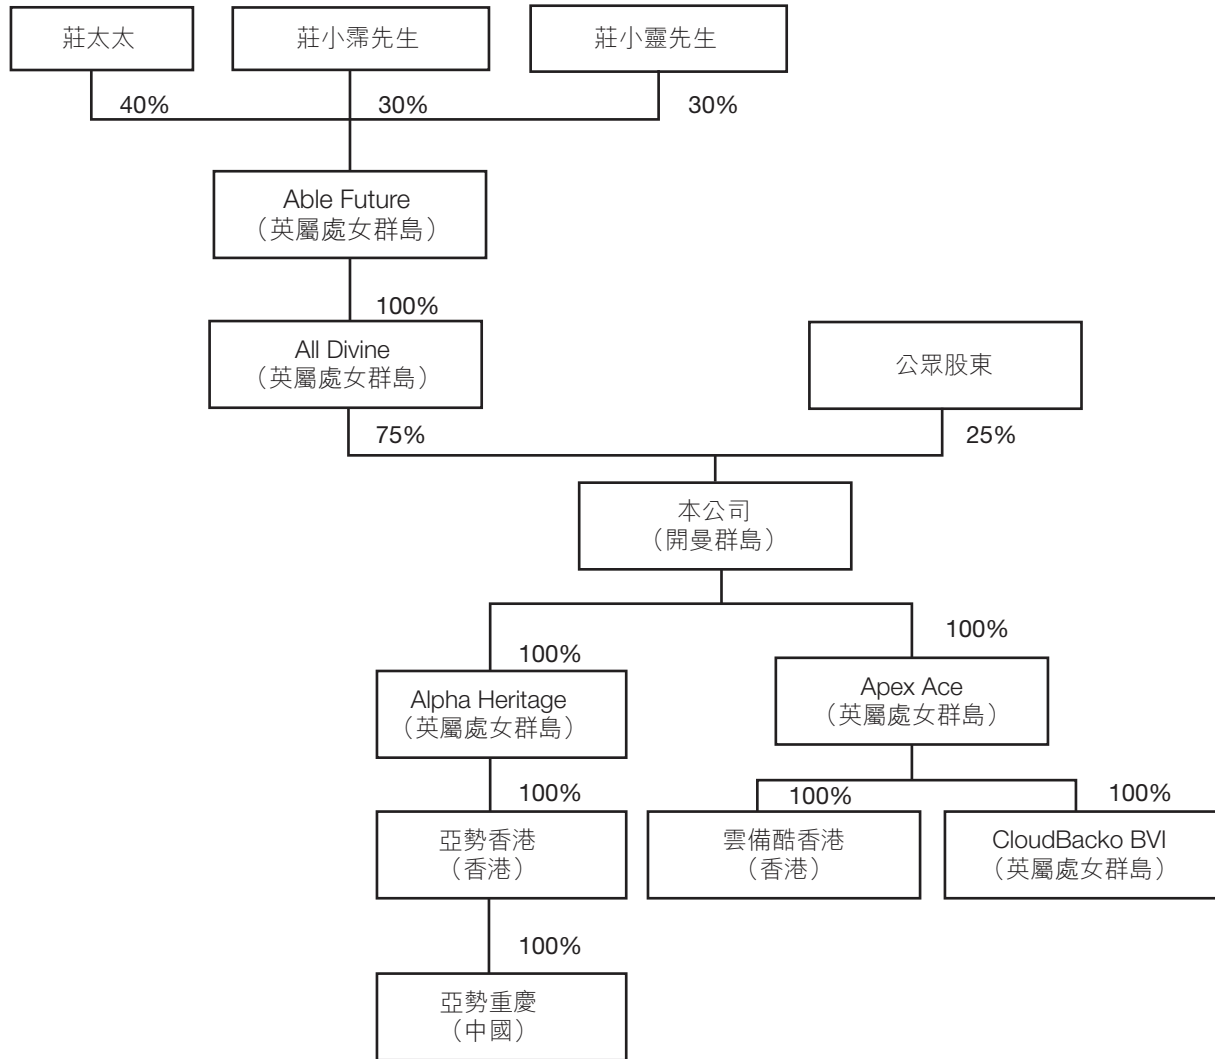 莊太太
莊小霈先生
莊小靈先生
40%
30%
30%
Able Future
（英屬處女群島）
100%
All Divine
（英屬處女群島）
公眾股東
75%
25%
本公司
（開曼群島）
100%
100%
Alpha Heritage
（英屬處女群島）
Apex Ace
（英屬處女群島）
100%
100%
100%
亞勢香港
（香港）
雲備酷香港
（香港）
CloudBacko BVI
（英屬處女群島）
100%
亞勢重慶
（中國）